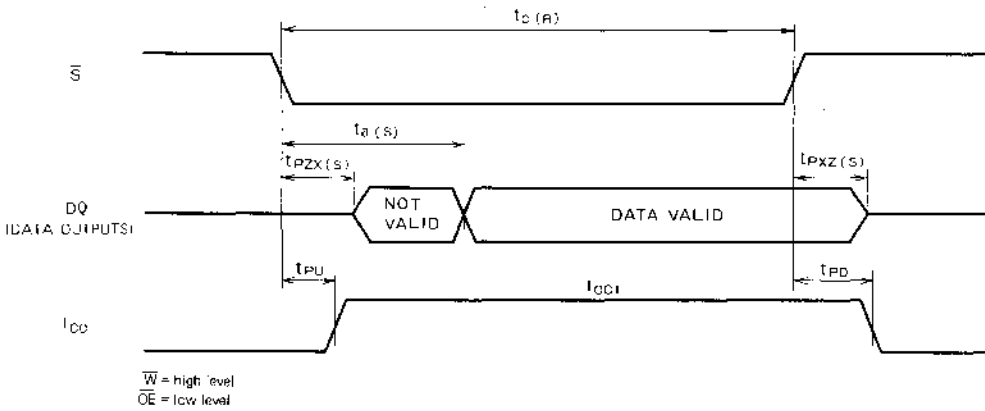 tc(R)
S̅
ta(S)
tPZX(S)
tPXZ(S)
DQ
(DATA OUTPUTS)
NOT
VALID
DATA VALID
tPU
ICC1
tPD
ICC
W̅ = high level
O̅E̅ = low level